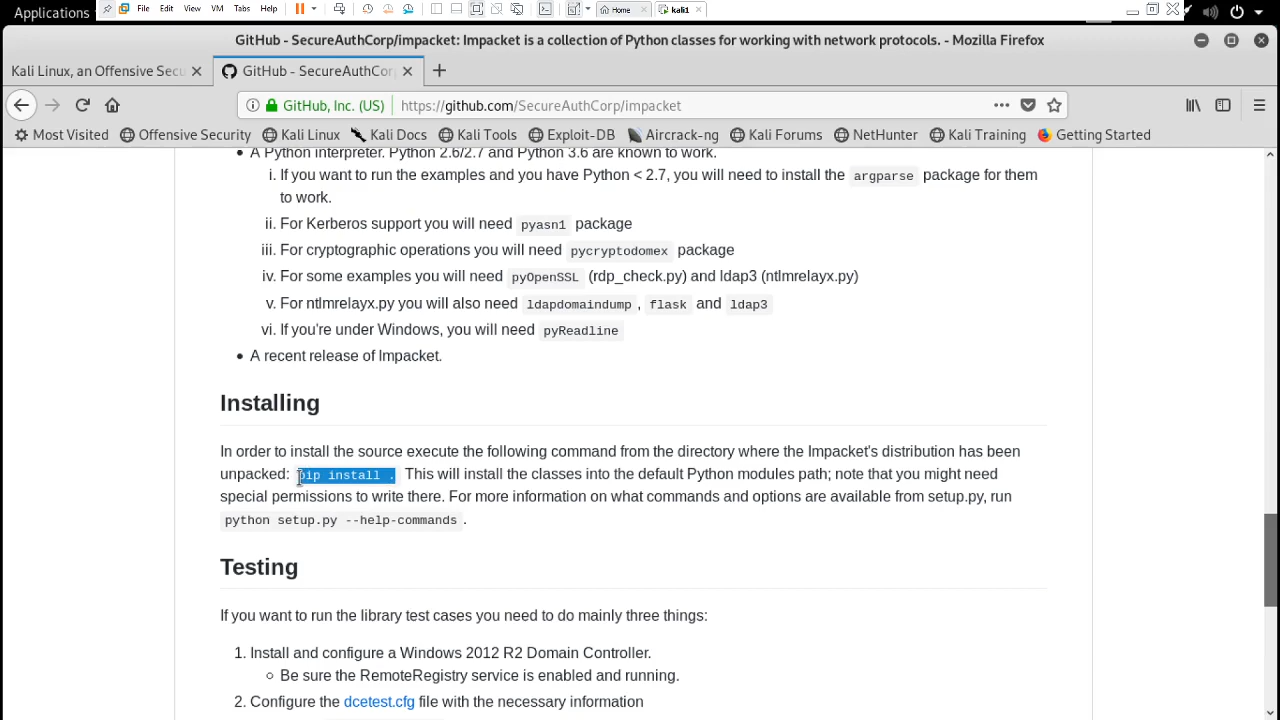 Applications
File Edit View VM Tabs Help
Home
kali1
GitHub - SecureAuthCorp/impacket: Impacket is a collection of Python classes for working with network protocols. - Mozilla Firefox
Kali Linux, an Offensive Secu
GitHub - SecureAuthCorp
GitHub, Inc. (US)
https://github.com/SecureAuthCorp/impacket
Most Visited Offensive Security Kali Linux Kali Docs Kali Tools Exploit-DB Aircrack-ng Kali Forums NetHunter Kali Training Getting Started
• A Python interpreter. Python 2.6/2.7 and Python 3.6 are known to work.
i. If you want to run the examples and you have Python < 2.7, you will need to install the argparse package for them
to work.
ii. For Kerberos support you will need pyasn1 package
iii. For cryptographic operations you will need pycryptodomex package
iv. For some examples you will need pyOpenSSL (rdp_check.py) and ldap3 (ntlmrelayx.py)
v. For ntlmrelayx.py you will also need ldapdomaindump , flask and ldap3
vi. If you're under Windows, you will need pyReadline
• A recent release of Impacket.
Installing
In order to install the source execute the following command from the directory where the Impacket's distribution has been
unpacked: pip install . This will install the classes into the default Python modules path; note that you might need
special permissions to write there. For more information on what commands and options are available from setup.py, run
python setup.py --help-commands .
Testing
If you want to run the library test cases you need to do mainly three things:
1. Install and configure a Windows 2012 R2 Domain Controller.
◦ Be sure the RemoteRegistry service is enabled and running.
2. Configure the dcetest.cfg file with the necessary information